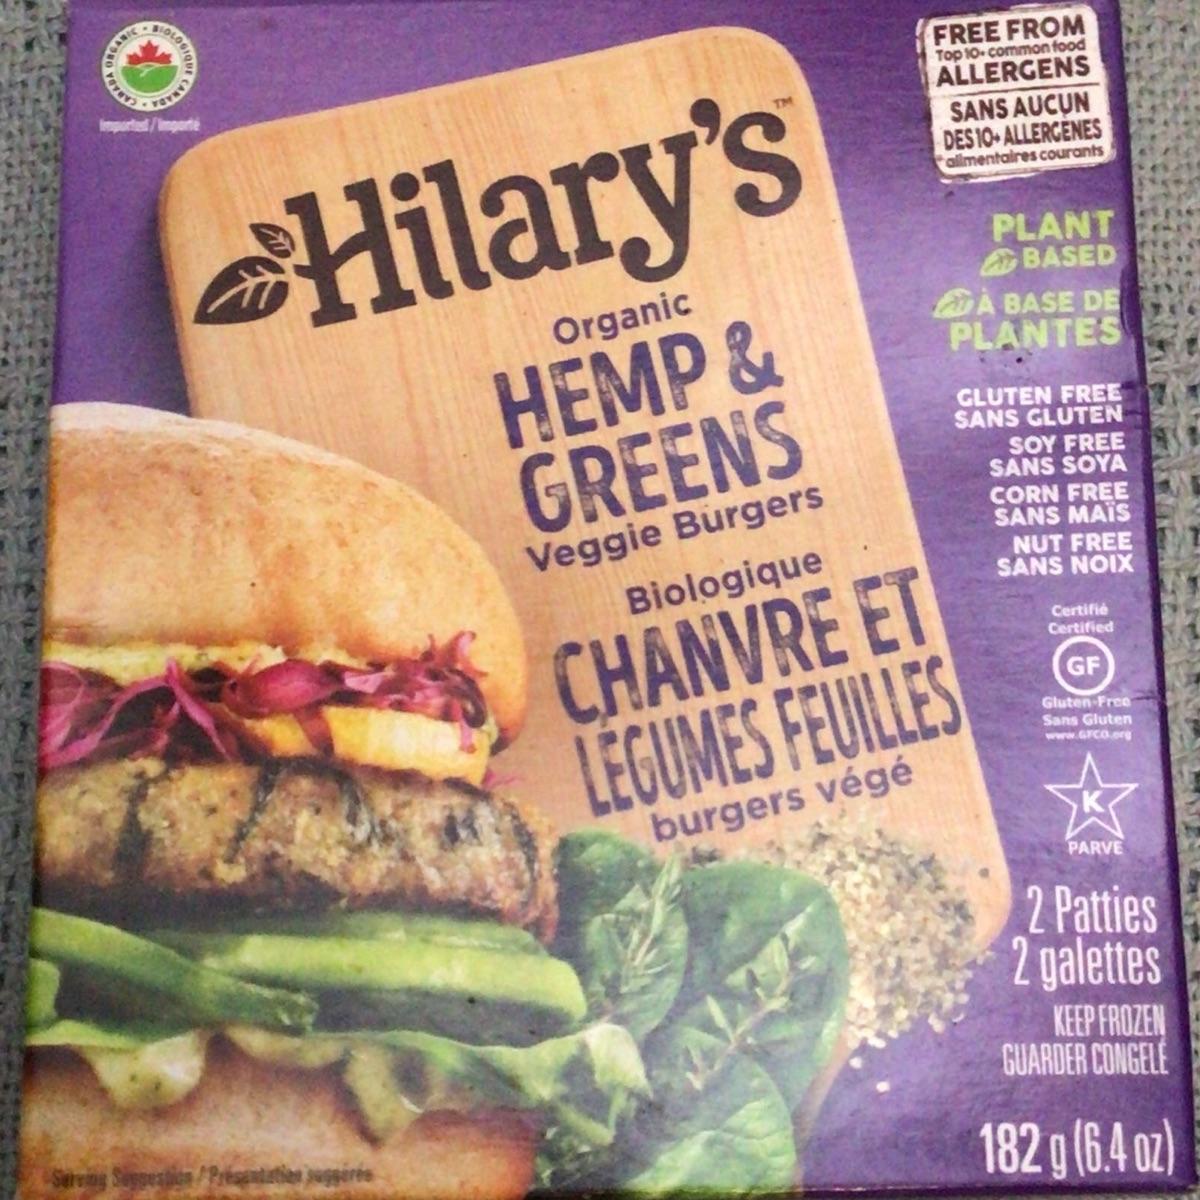 CANADA ORGANIC • BIOLOGIQUE CANADA •
Imported / Importé
Hilary's™
Organic
HEMP &
GREENS
Veggie Burgers
Biologique
CHANVRE ET
LÉGUMES FEUILLES
burgers végé
FREE FROM
Top 10+ common food
ALLERGENS
SANS AUCUN
DES 10+ ALLERGÈNES
alimentaires courants
PLANT
BASED
À BASE DE
PLANTES
GLUTEN FREE
SANS GLUTEN
SOY FREE
SANS SOYA
CORN FREE
SANS MAÏS
NUT FREE
SANS NOIX
Certifié
Certified
GF
Gluten-Free
Sans Gluten
www.GFCO.org
K
PARVE
2 Patties
2 galettes
KEEP FROZEN
GUARDER CONGELÉ
182 g (6.4 oz)
Serving Suggestion / Présentation suggérée